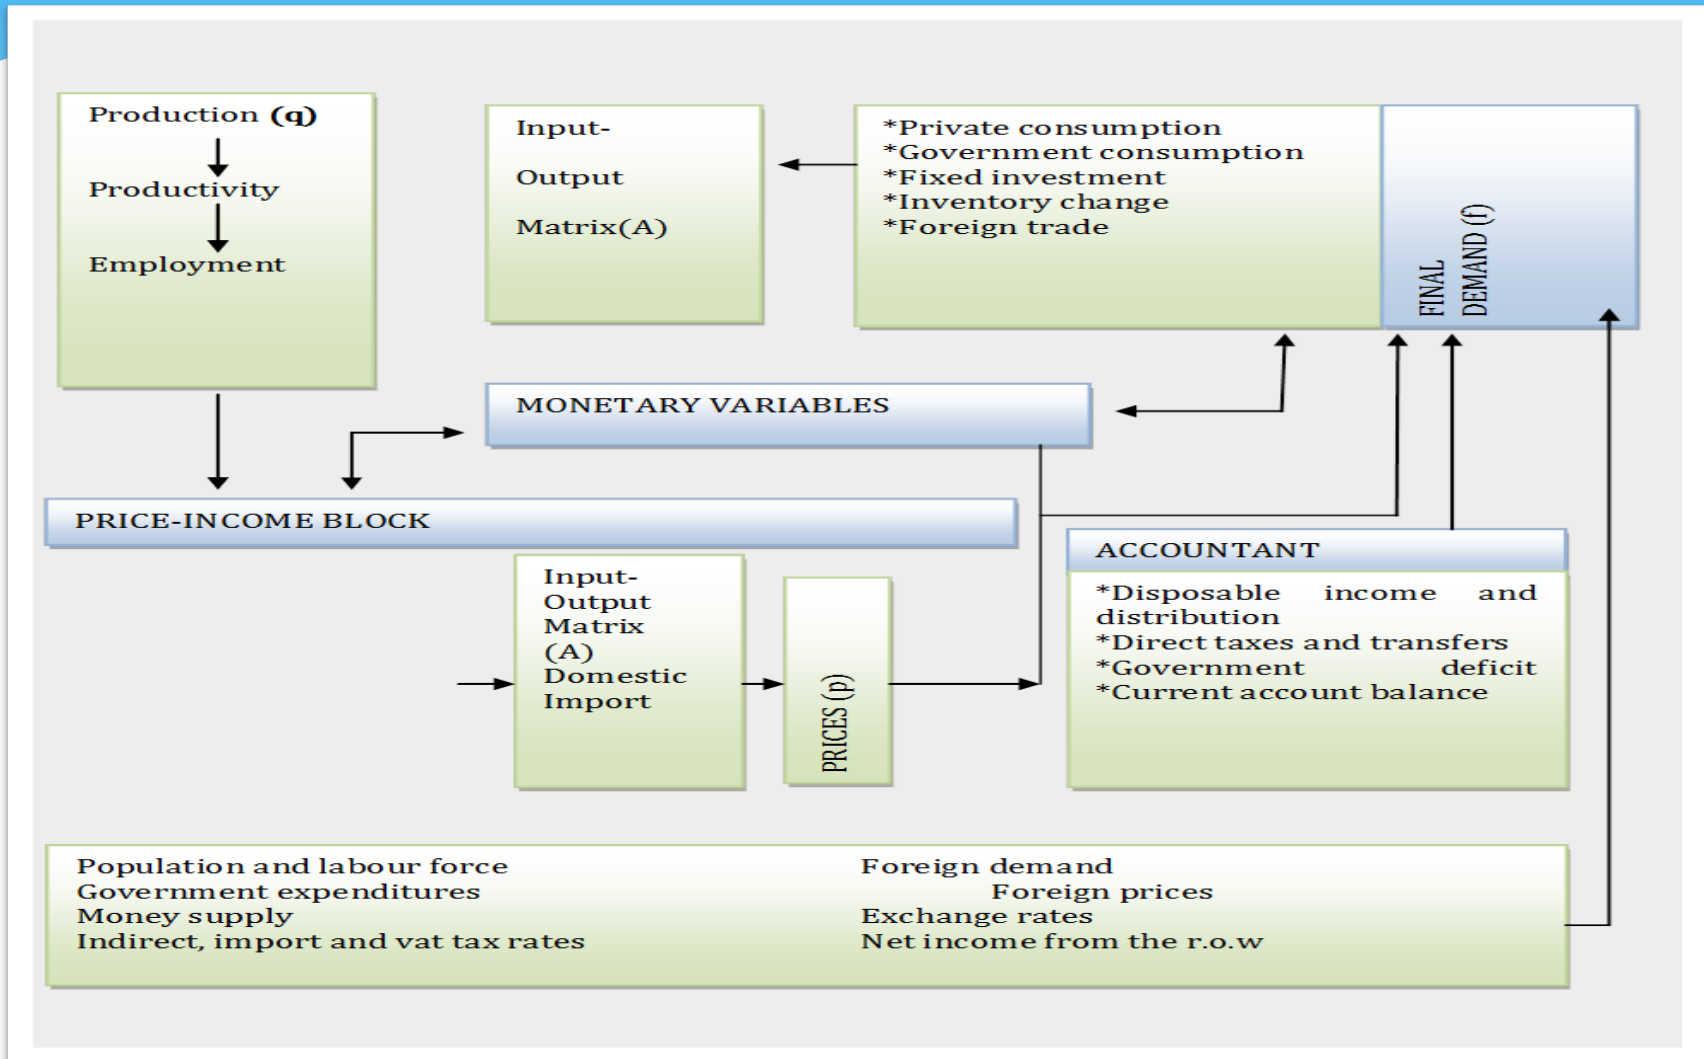 Production (q)
Productivity
Employment
Input-
Output
Matrix(A)
*Private consumption
*Government consumption
*Fixed investment
*Inventory change
*Foreign trade
FINAL
DEMAND (f)
MONETARY VARIABLES
PRICE-INCOME BLOCK
Input-
Output
Matrix
(A)
Domestic
Import
PRICES (p)
ACCOUNTANT
*Disposable income and
distribution
*Direct taxes and transfers
*Government deficit
*Current account balance
Population and labour force
Government expenditures
Money supply
Indirect, import and vat tax rates
Foreign demand
Foreign prices
Exchange rates
Net income from the r.o.w